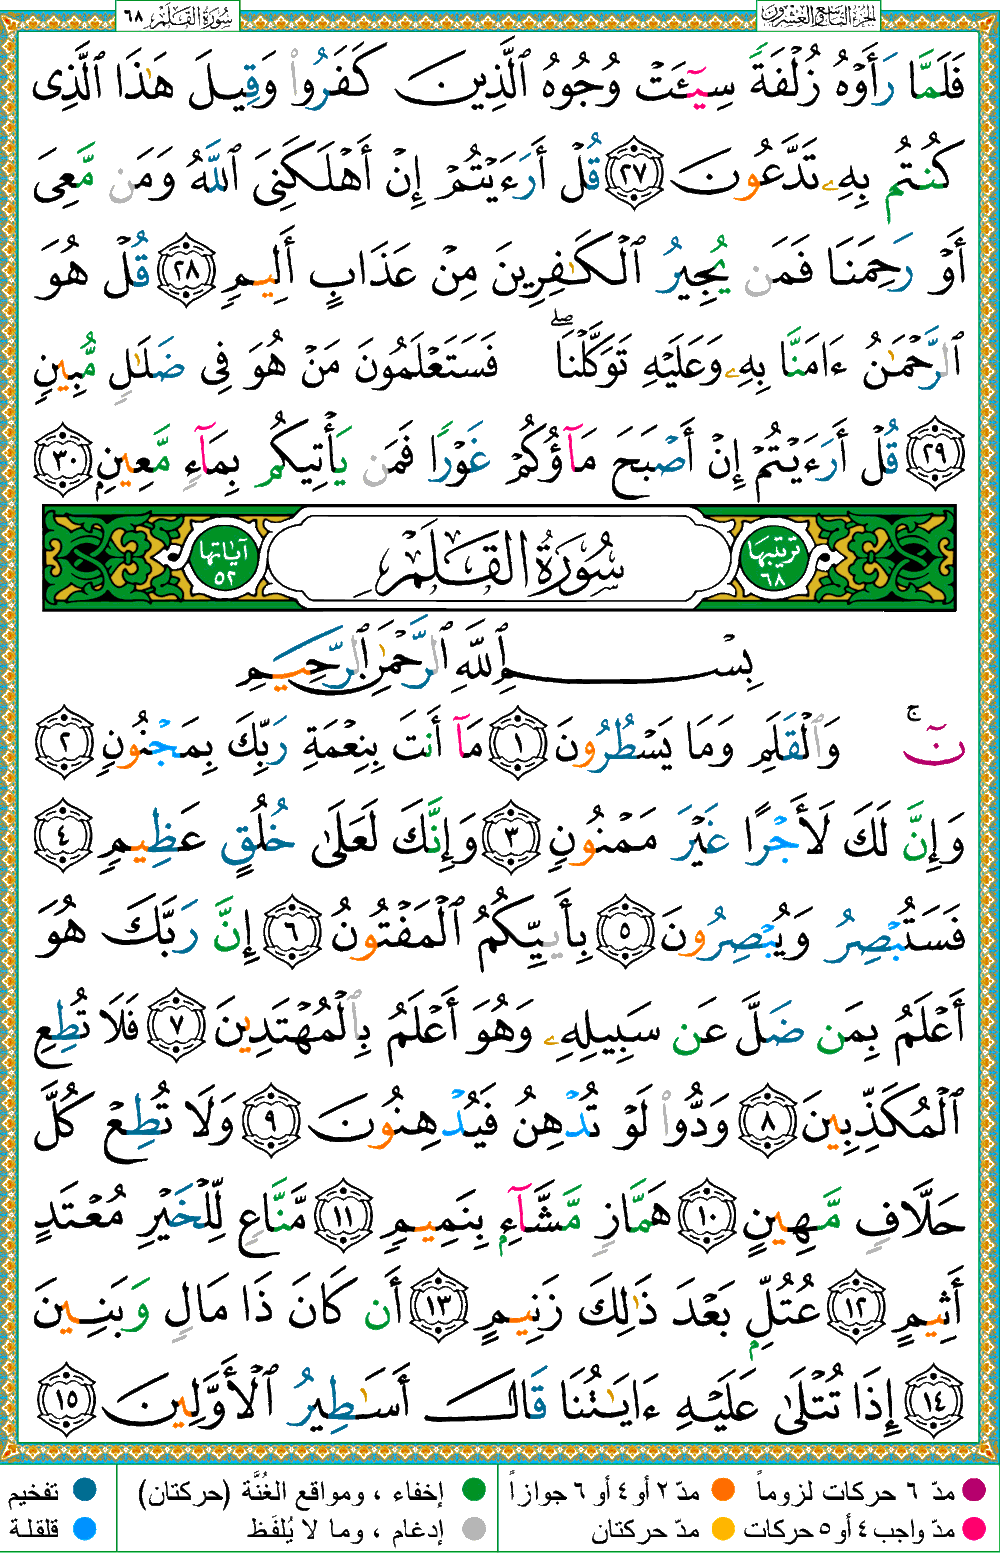 الجزء التاسع والعشرون
سُورَةُ القَلَمِ ٦٨
فَلَمَّا رَأَوْهُ زُلْفَةً سِيٓـَٔتْ وُجُوهُ ٱلَّذِينَ كَفَرُوا۟ وَقِيلَ هَٰذَا ٱلَّذِى
كُنتُم بِهِۦ تَدَّعُونَ ٢٧ قُلْ أَرَءَيْتُمْ إِنْ أَهْلَكَنِىَ ٱللَّهُ وَمَن مَّعِىَ
أَوْ رَحِمَنَا فَمَن يُجِيرُ ٱلْكَٰفِرِينَ مِنْ عَذَابٍ أَلِيمٍ ٢٨ قُلْ هُوَ
ٱلرَّحْمَٰنُ ءَامَنَّا بِهِۦ وَعَلَيْهِ تَوَكَّلْنَا ۖ فَسَتَعْلَمُونَ مَنْ هُوَ فِى ضَلَٰلٍ مُّبِينٍ
٢٩ قُلْ أَرَءَيْتُمْ إِنْ أَصْبَحَ مَآؤُكُمْ غَوْرًا فَمَن يَأْتِيكُم بِمَآءٍ مَّعِينٍۭ ٣٠
ترتيبها ٦٨ سُورَةُ القَلَمِ آياتها ٥٢
بِسْمِ ٱللَّهِ ٱلرَّحْمَٰنِ ٱلرَّحِيمِ
نٓ ۚ وَٱلْقَلَمِ وَمَا يَسْطُرُونَ ١ مَآ أَنتَ بِنِعْمَةِ رَبِّكَ بِمَجْنُونٍ ٢
وَإِنَّ لَكَ لَأَجْرًا غَيْرَ مَمْنُونٍ ٣ وَإِنَّكَ لَعَلَىٰ خُلُقٍ عَظِيمٍ ٤
فَسَتُبْصِرُ وَيُبْصِرُونَ ٥ بِأَييِّكُمُ ٱلْمَفْتُونُ ٦ إِنَّ رَبَّكَ هُوَ
أَعْلَمُ بِمَن ضَلَّ عَن سَبِيلِهِۦ وَهُوَ أَعْلَمُ بِٱلْمُهْتَدِينَ ٧ فَلَا تُطِعِ
ٱلْمُكَذِّبِينَ ٨ وَدُّوا۟ لَوْ تُدْهِنُ فَيُدْهِنُونَ ٩ وَلَا تُطِعْ كُلَّ
حَلَّافٍ مَّهِينٍ ١٠ هَمَّازٍ مَّشَّآءٍۭ بِنَمِيمٍ ١١ مَّنَّاعٍ لِّلْخَيْرِ مُعْتَدٍ
أَثِيمٍ ١٢ عُتُلٍّۭ بَعْدَ ذَٰلِكَ زَنِيمٍ ١٣ أَن كَانَ ذَا مَالٍ وَبَنِينَ
١٤ إِذَا تُتْلَىٰ عَلَيْهِ ءَايَٰتُنَا قَالَ أَسَٰطِيرُ ٱلْأَوَّلِينَ ١٥
مدّ ٦ حركات لزوماً مدّ ٢ أو ٤ أو ٦ جوازاً إخفاء ، ومواقع الغُنَّة (حركتان) تفخيم
مدّ واجب ٤ أو ٥ حركات مدّ حركتان إدغام ، وما لا يُلفَظ قلقلة